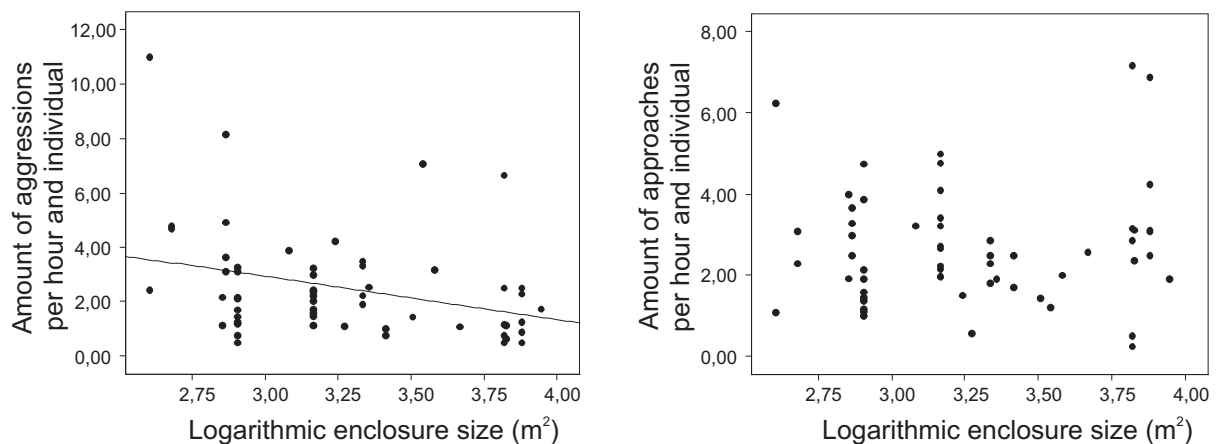 Amount of aggressions
per hour and individual
12,00
10,00
8,00
6,00
4,00
2,00
0,00
2,75 3,00 3,25 3,50 3,75 4,00
Logarithmic enclosure size (m²)
Amount of approaches
per hour and individual
8,00
6,00
4,00
2,00
0,00
2,75 3,00 3,25 3,50 3,75 4,00
Logarithmic enclosure size (m²)